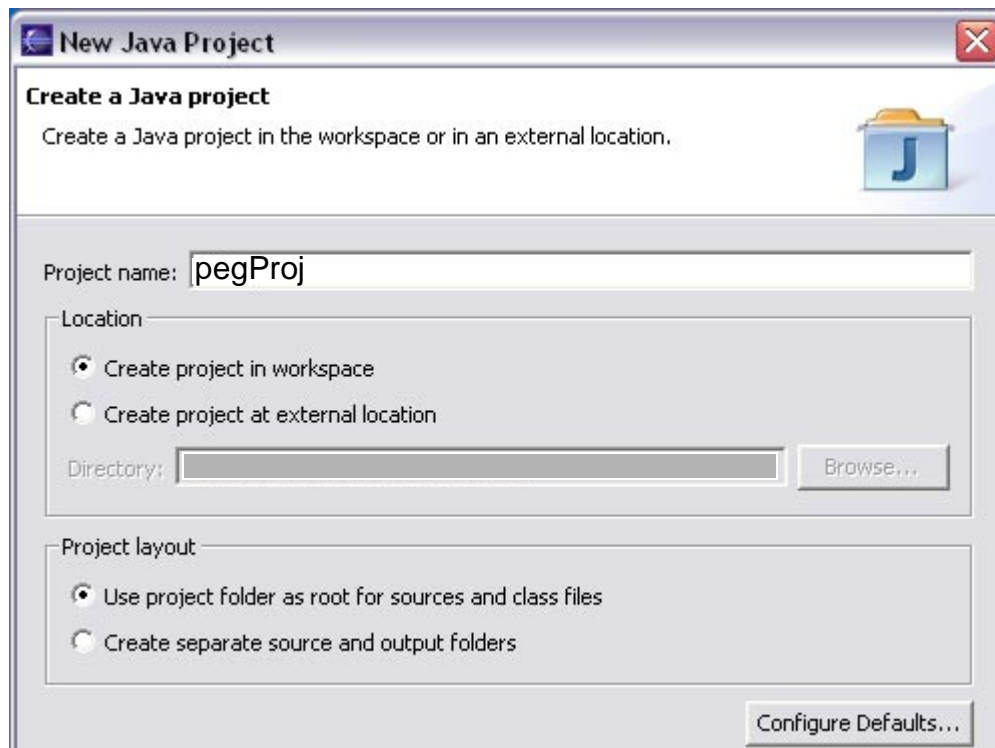 New Java Project
Create a Java project
Create a Java project in the workspace or in an external location.
J
Project name: pegProj
Location
Create project in workspace
Create project at external location
Directory: Browse...
Project layout
Use project folder as root for sources and class files
Create separate source and output folders
Configure Defaults...